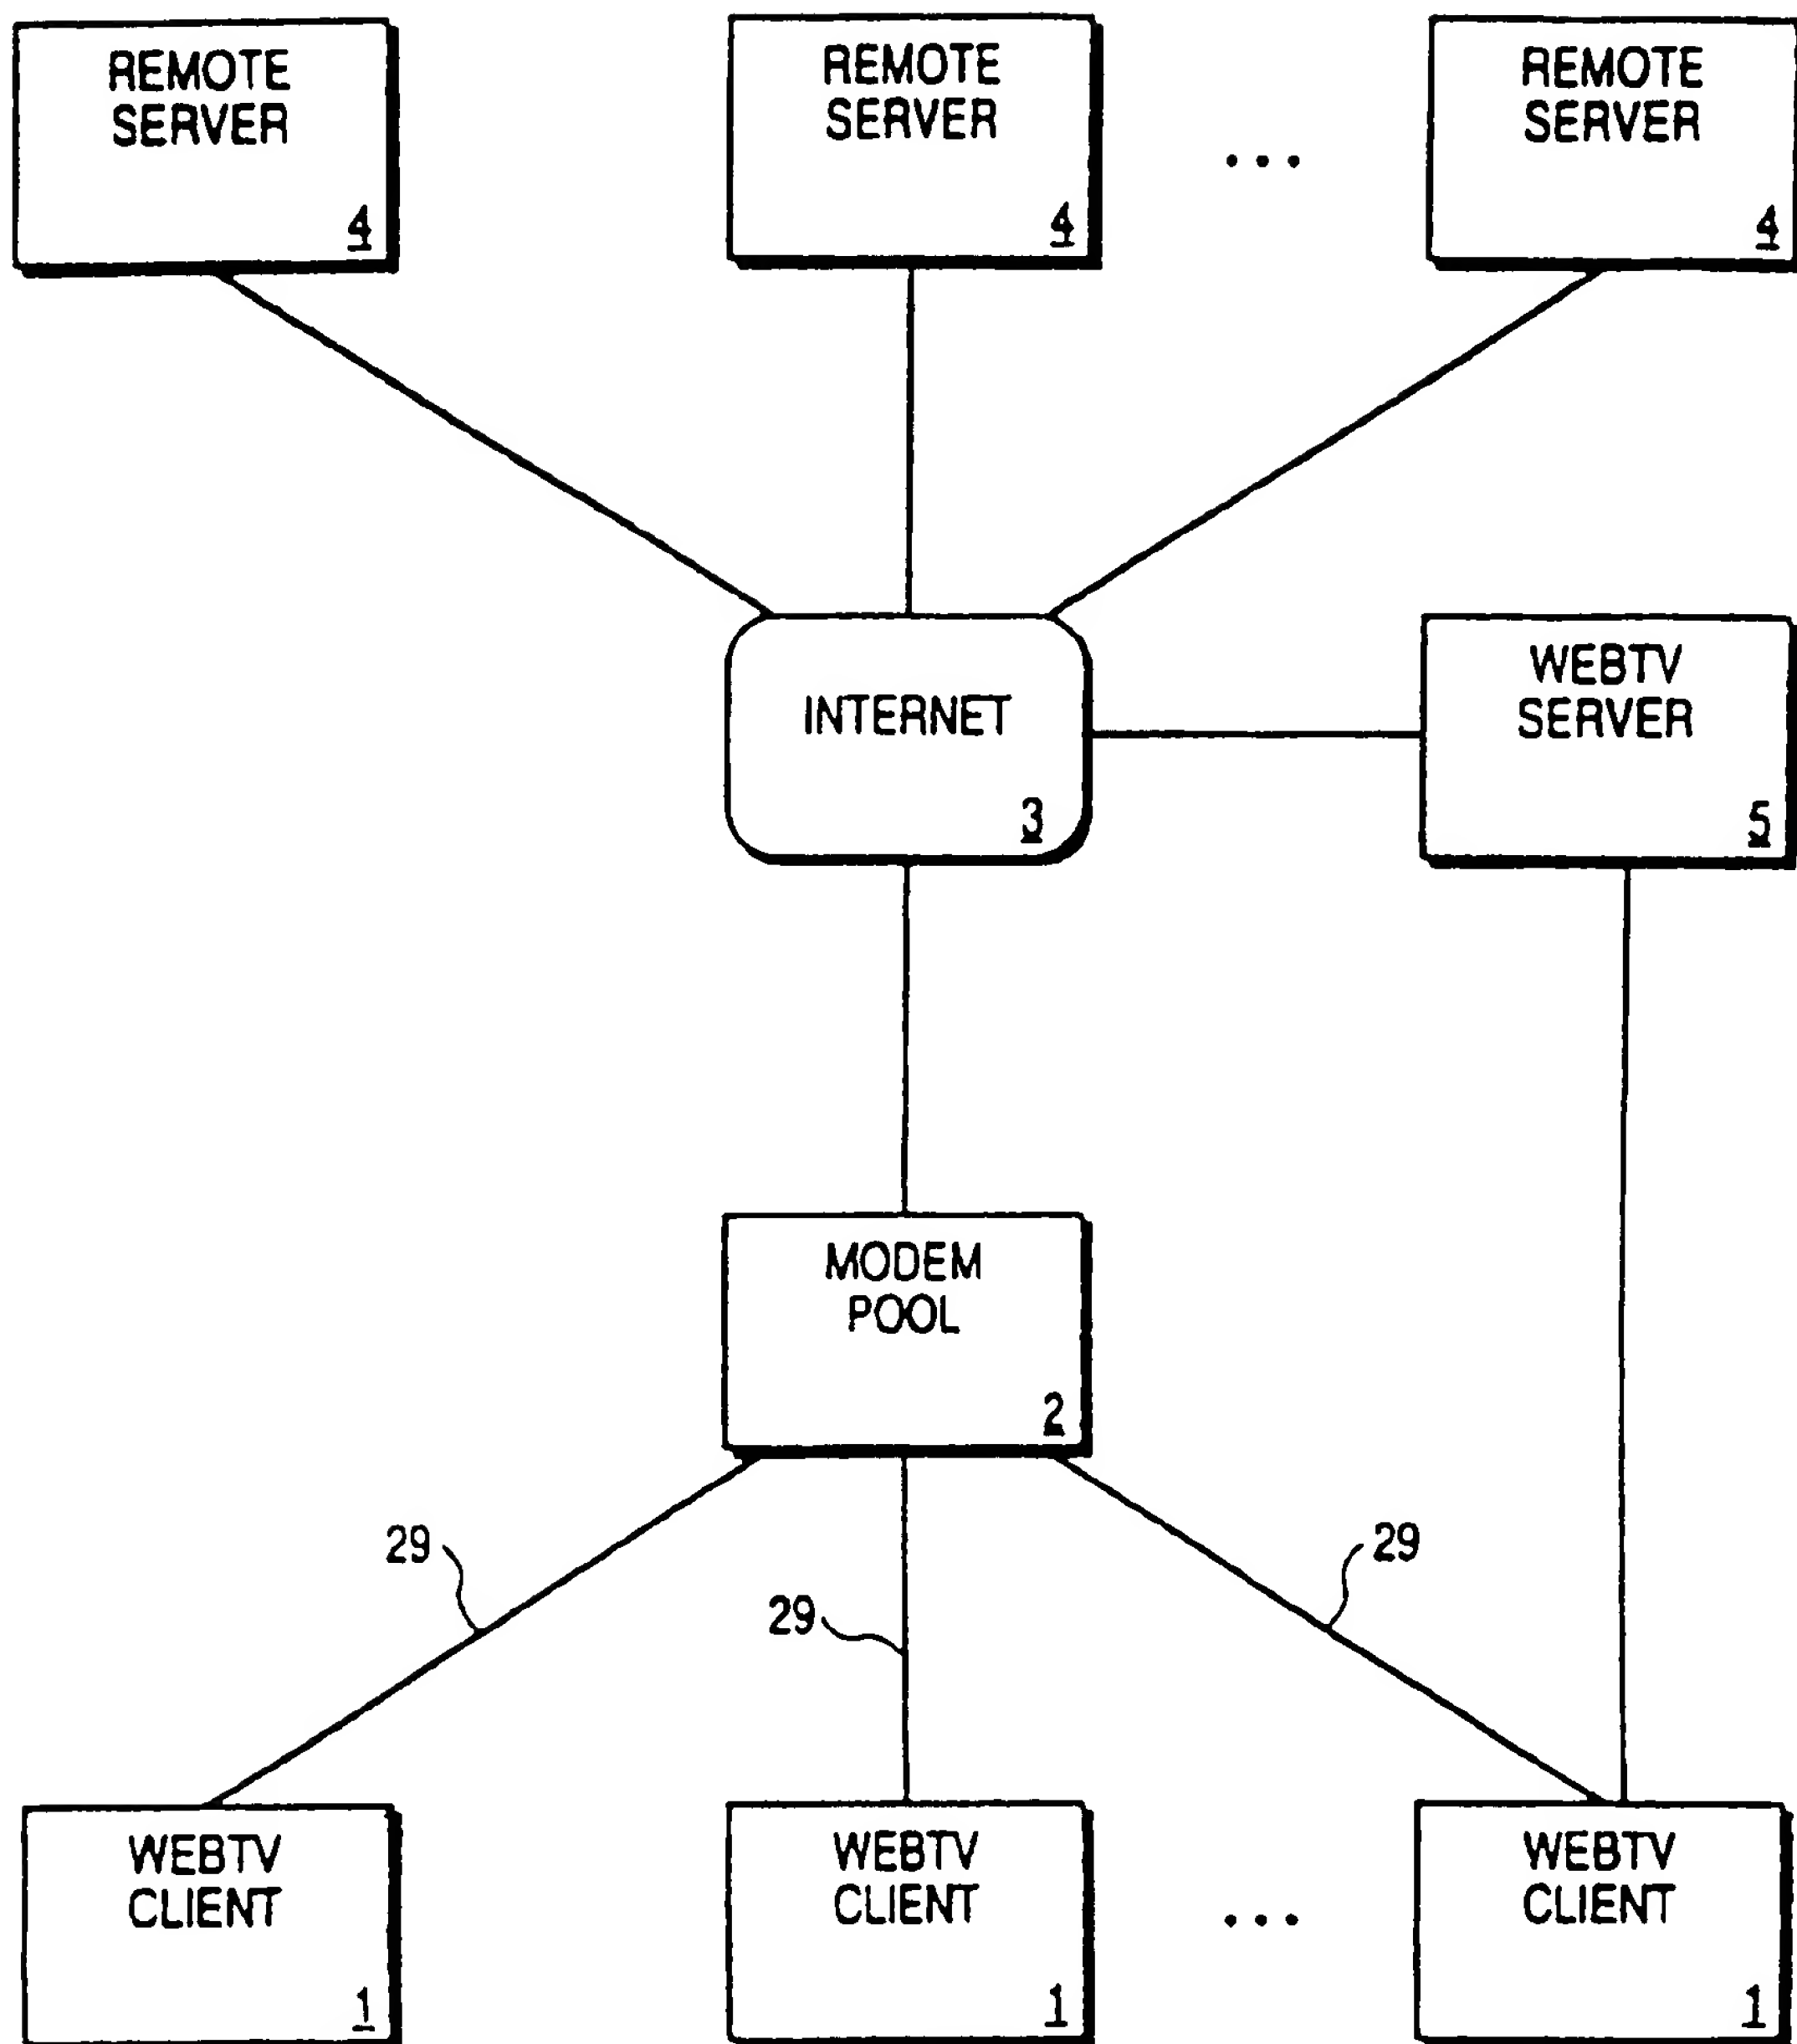 REMOTE
SERVER
4
REMOTE
SERVER
4
...
REMOTE
SERVER
4
INTERNET
3
WEBTV
SERVER
5
MODEM
POOL
2
29
29
29
WEBTV
CLIENT
1
WEBTV
CLIENT
1
...
WEBTV
CLIENT
1